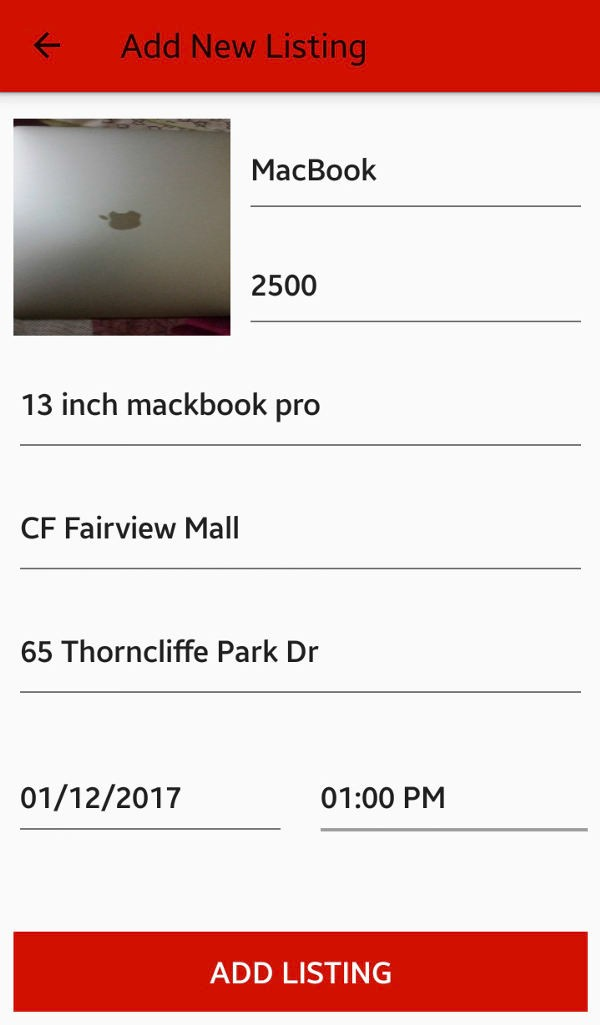 Add New Listing
MacBook
2500
13 inch mackbook pro
CF Fairview Mall
65 Thorncliffe Park Dr
01/12/2017
01:00 PM
ADD LISTING